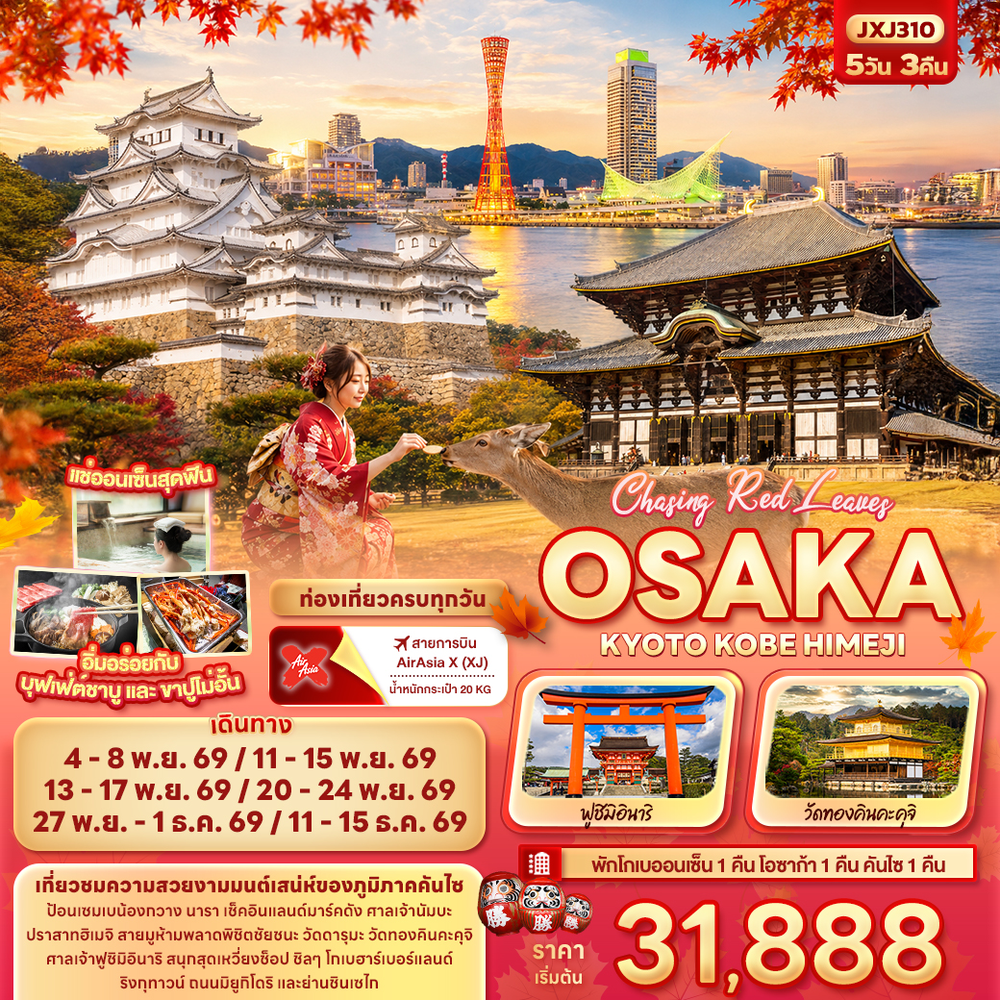 JXJ310
5วัน 3คืน
แช่ออนเซ็นสุดฟิน
อิ่มอร่อยกับ
บุฟเฟ่ต์ชาบู และ ขาปูไม่อั้น
ท่องเที่ยวครบทุกวัน
Air
Asia
X
สายการบิน
AirAsia X (XJ)
น้ำหนักกระเป๋า 20 KG
Chasing Red Leaves
OSAKA
KYOTO KOBE HIMEJI
ฟูชิมิอินาริ
วัดทองคินคะคุจิ
เดินทาง
4 - 8 พ.ย. 69 / 11 - 15 พ.ย. 69
13 - 17 พ.ย. 69 / 20 - 24 พ.ย. 69
27 พ.ย. - 1 ธ.ค. 69 / 11 - 15 ธ.ค. 69
พักโกเบออนเซ็น 1 คืน โอซาก้า 1 คืน คันไซ 1 คืน
เที่ยวชมความสวยงามมนต์เสน่ห์ของภูมิภาคคันไซ
ป้อนเซมเบน้องกวาง นารา เช็คอินแลนด์มาร์คดัง ศาลเจ้านัมบะ
ปราสาทฮิเมจิ สายมูห้ามพลาดพิชิตชัยชนะ วัดดารุมะ วัดทองคินคะคุจิ
ศาลเจ้าฟูชิมิอินาริ สนุกสุดเหวี่ยงช็อป ชิลๆ โกเบฮาร์เบอร์แลนด์
ริงกุทาวน์ ถนนมิยูกิโดริ และย่านชินเซไก
勝
ราคา
เริ่มต้น
31,888